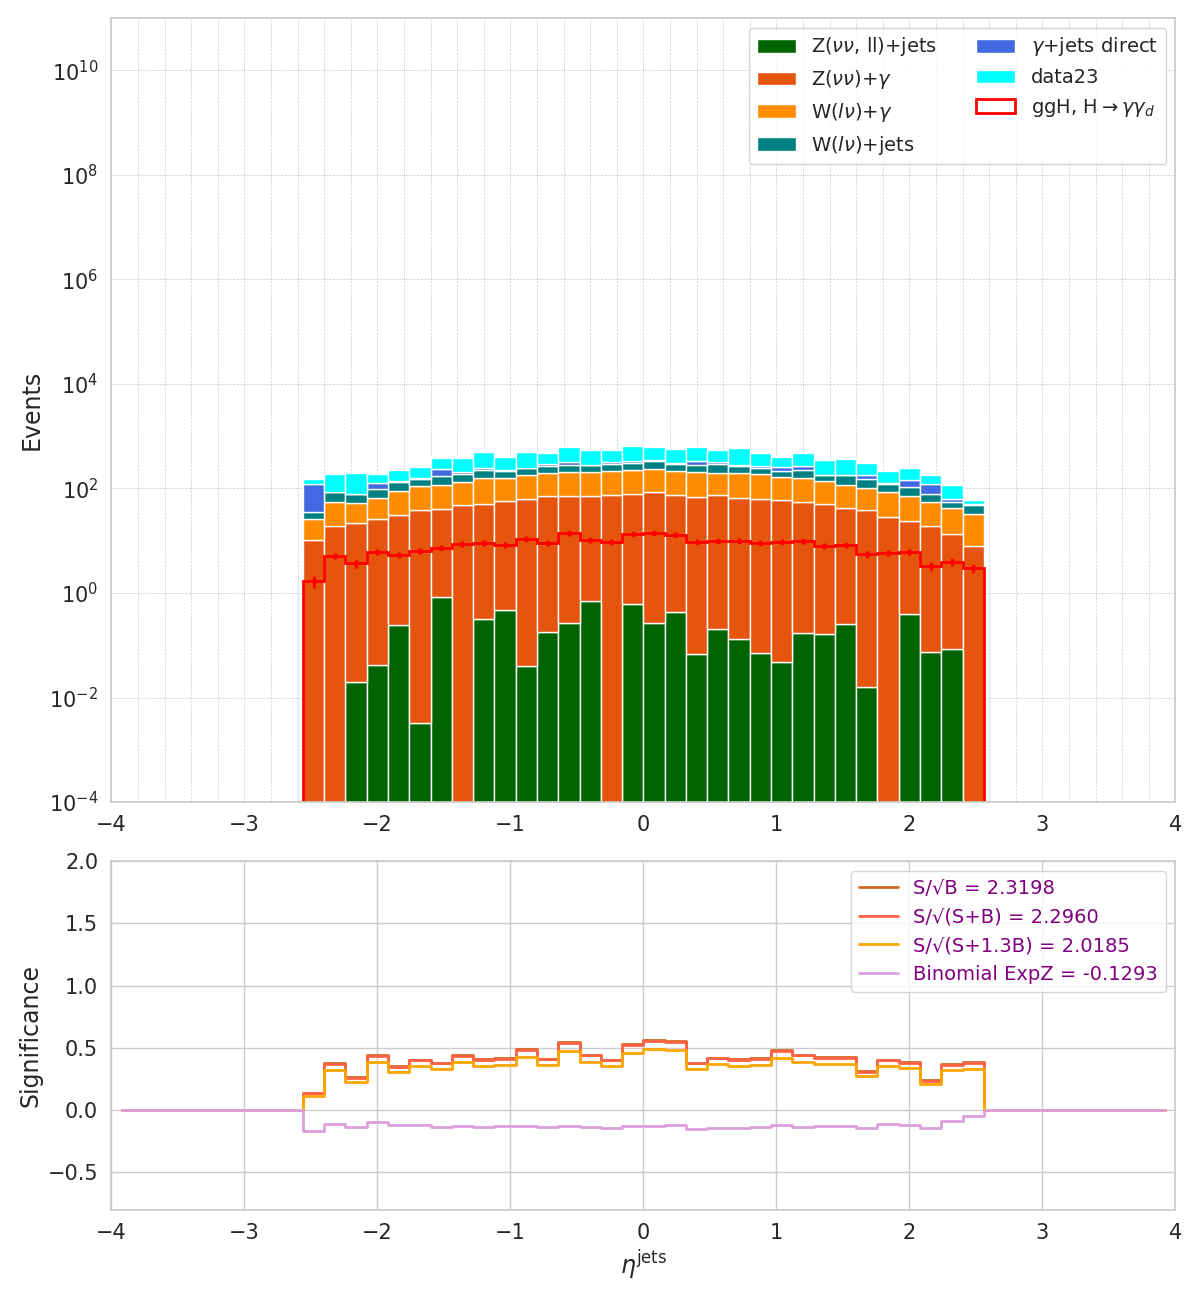 Z(νν, ll)+jets
Z(νν)+γ
W(lν)+γ
W(lν)+jets
γ+jets direct
data23
ggH, H→γγ_d
Events
10^10
10^8
10^6
10^4
10^2
10^0
10^−2
10^−4
−4 −3 −2 −1 0 1 2 3 4
S/√B = 2.3198
S/√(S+B) = 2.2960
S/√(S+1.3B) = 2.0185
Binomial ExpZ = -0.1293
Significance
2.0
1.5
1.0
0.5
0.0
−0.5
−4 −3 −2 −1 0 1 2 3 4
η^jets